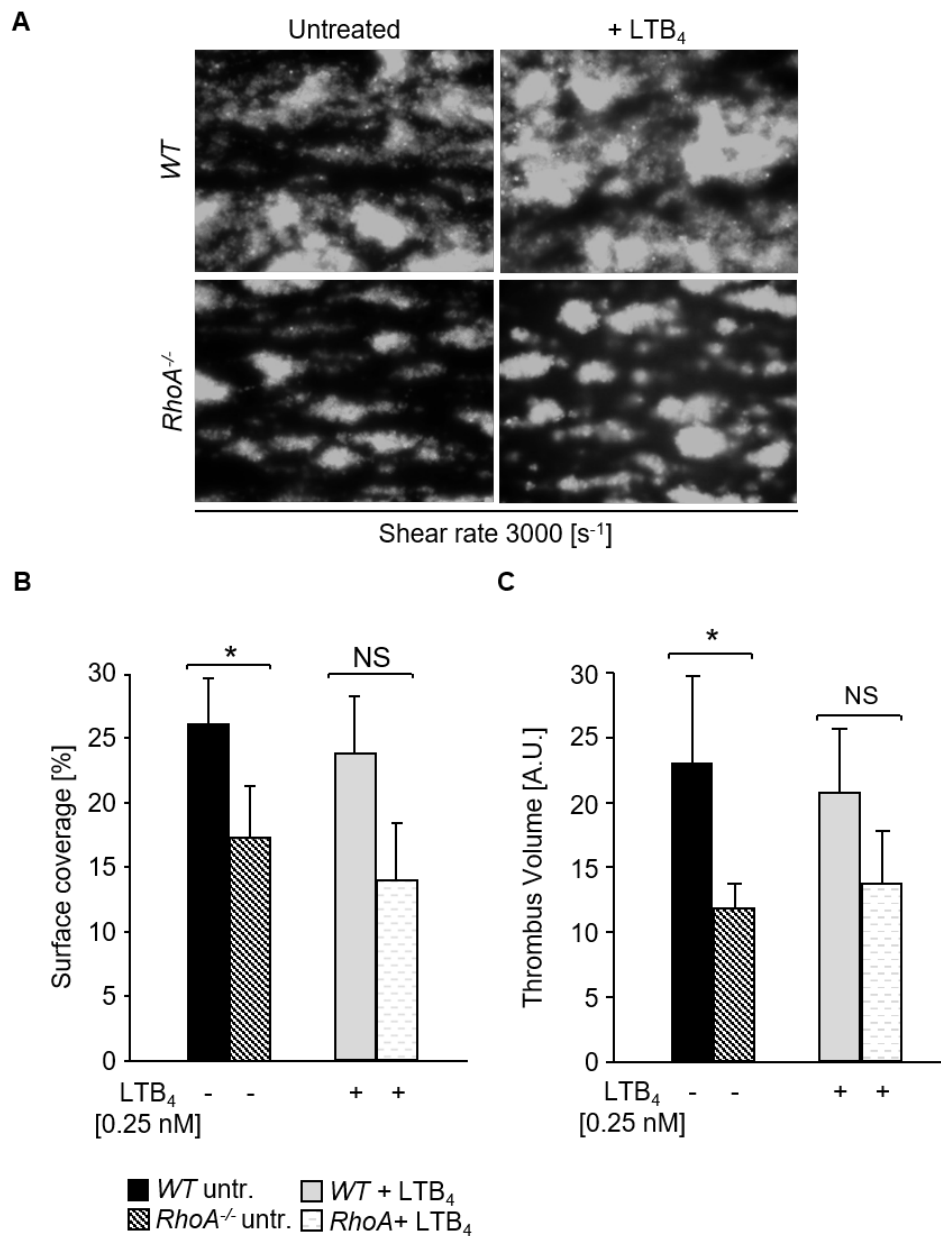 A
Untreated
+ LTB₄
WT
RhoA⁻/⁻
Shear rate 3000 [s⁻¹]
B
Surface coverage [%]
30
25
20
15
10
5
0
*
NS
LTB₄ - - + +
[0.25 nM]
C
Thrombus Volume [A.U.]
30
25
20
15
10
5
0
*
NS
LTB₄ - - + +
[0.25 nM]
WT untr.
WT + LTB₄
RhoA⁻/⁻ untr.
RhoA+ LTB₄